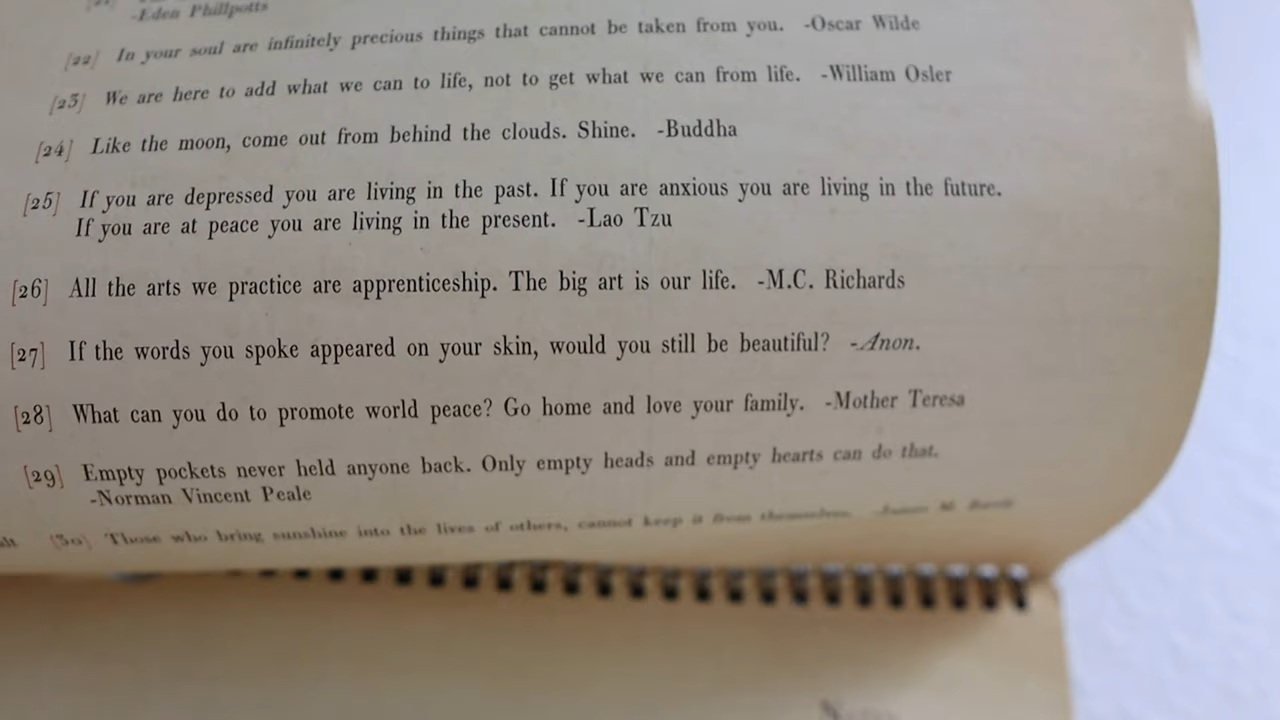 -Eden Phillpotts
[22] In your soul are infinitely precious things that cannot be taken from you. -Oscar Wilde
[23] We are here to add what we can to life, not to get what we can from life. -William Osler
[24] Like the moon, come out from behind the clouds. Shine. -Buddha
[25] If you are depressed you are living in the past. If you are anxious you are living in the future.
If you are at peace you are living in the present. -Lao Tzu
[26] All the arts we practice are apprenticeship. The big art is our life. -M.C. Richards
[27] If the words you spoke appeared on your skin, would you still be beautiful? -Anon.
[28] What can you do to promote world peace? Go home and love your family. -Mother Teresa
[29] Empty pockets never held anyone back. Only empty heads and empty hearts can do that.
-Norman Vincent Peale
[30] Those who bring sunshine into the lives of others, cannot keep it from themselves.